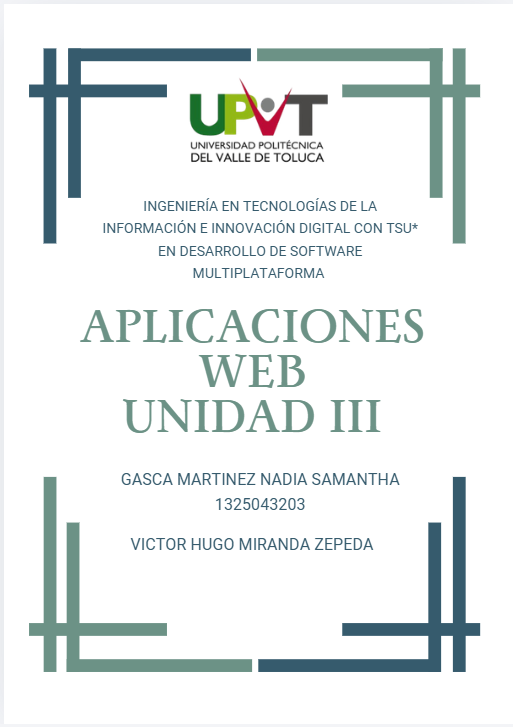 UPVT
UNIVERSIDAD POLITÉCNICA
DEL VALLE DE TOLUCA
INGENIERÍA EN TECNOLOGÍAS DE LA
INFORMACIÓN E INNOVACIÓN DIGITAL CON TSU*
EN DESARROLLO DE SOFTWARE
MULTIPLATAFORMA
APLICACIONES
WEB
UNIDAD III
GASCA MARTINEZ NADIA SAMANTHA
1325043203
VICTOR HUGO MIRANDA ZEPEDA